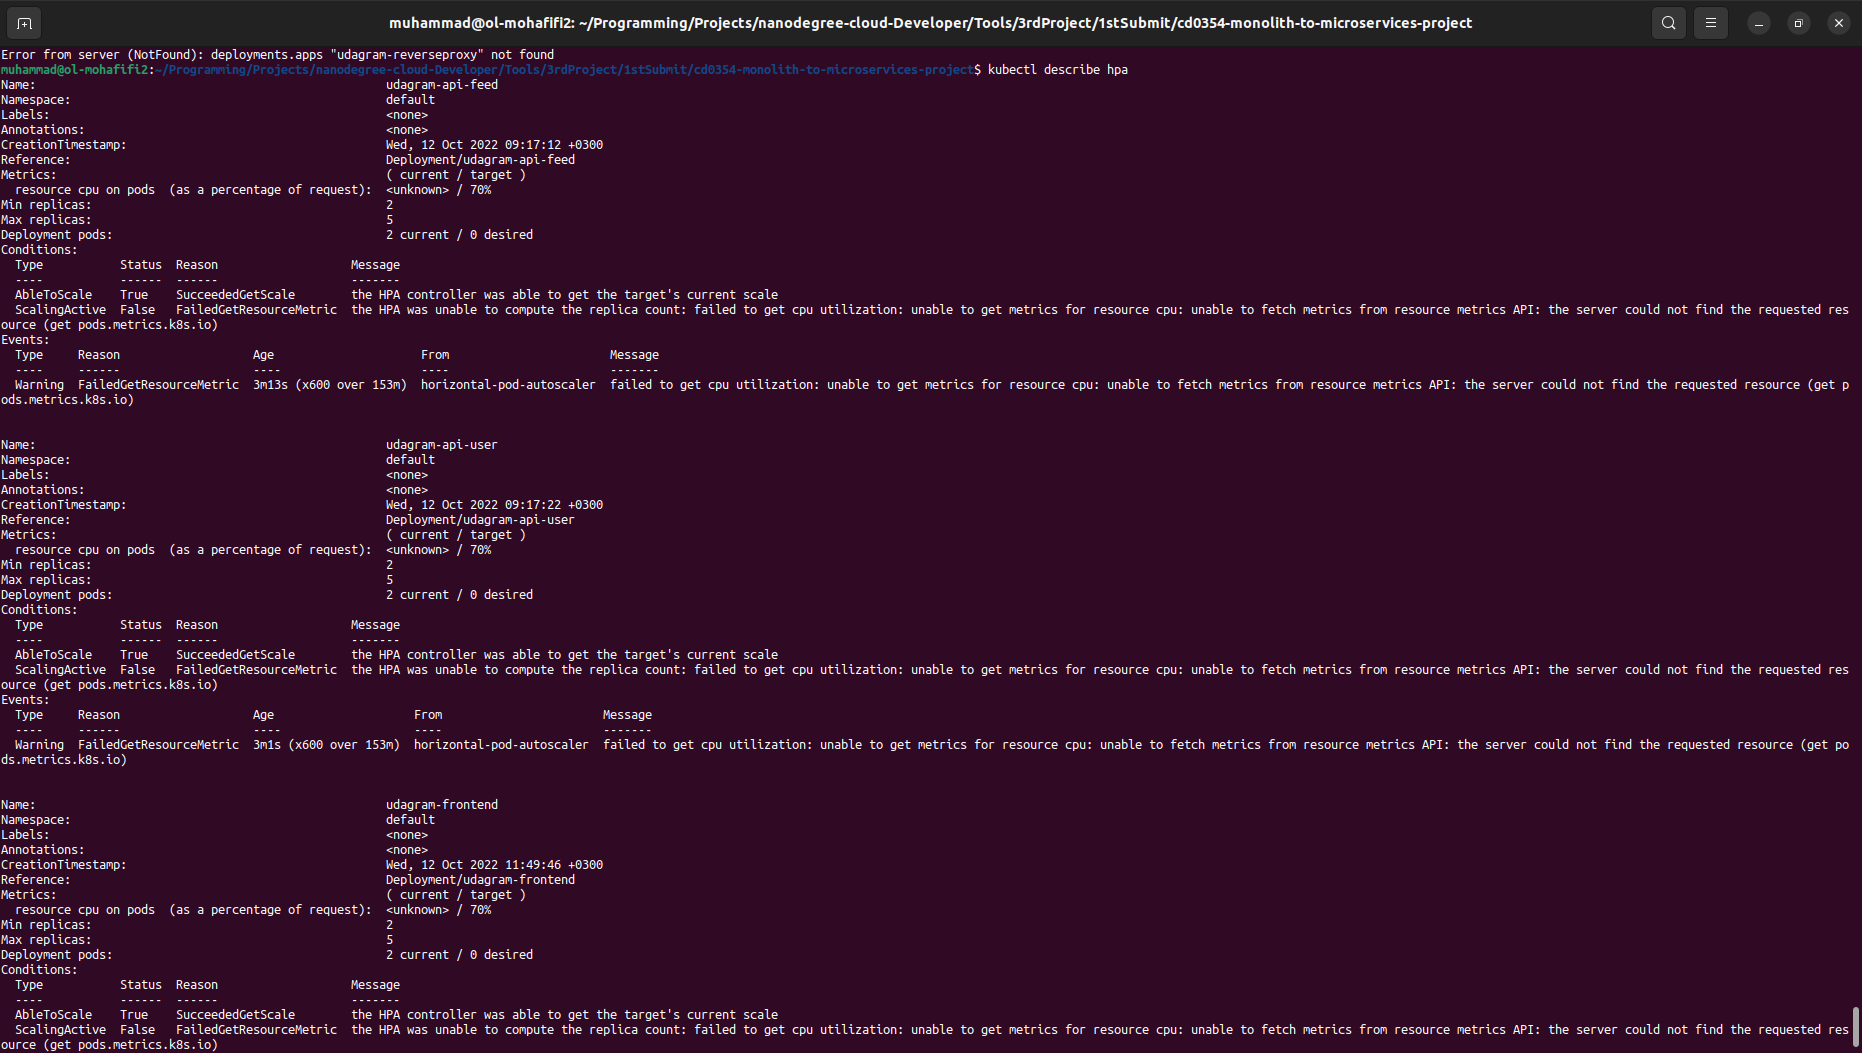 muhammad@ol-mohafifi2: ~/Programming/Projects/nanodegree-cloud-Developer/Tools/3rdProject/1stSubmit/cd0354-monolith-to-microservices-project
Error from server (NotFound): deployments.apps "udagram-reverseproxy" not found
muhammad@ol-mohafifi2:~/Programming/Projects/nanodegree-cloud-Developer/Tools/3rdProject/1stSubmit/cd0354-monolith-to-microservices-project$ kubectl describe hpa
Name: udagram-api-feed
Namespace: default
Labels: <none>
Annotations: <none>
CreationTimestamp: Wed, 12 Oct 2022 09:17:12 +0300
Reference: Deployment/udagram-api-feed
Metrics: ( current / target )
  resource cpu on pods  (as a percentage of request):  <unknown> / 70%
Min replicas: 2
Max replicas: 5
Deployment pods: 2 current / 0 desired
Conditions:
  Type           Status  Reason                   Message
  ----           ------  ------                   -------
  AbleToScale    True    SucceededGetScale        the HPA controller was able to get the target's current scale
  ScalingActive  False   FailedGetResourceMetric  the HPA was unable to compute the replica count: failed to get cpu utilization: unable to get metrics for resource cpu: unable to fetch metrics from resource metrics API: the server could not find the requested res
ource (get pods.metrics.k8s.io)
Events:
  Type     Reason                   Age                     From                       Message
  ----     ------                   ----                    ----                       -------
  Warning  FailedGetResourceMetric  3m13s (x600 over 153m)  horizontal-pod-autoscaler  failed to get cpu utilization: unable to get metrics for resource cpu: unable to fetch metrics from resource metrics API: the server could not find the requested resource (get p
ods.metrics.k8s.io)
Name: udagram-api-user
Namespace: default
Labels: <none>
Annotations: <none>
CreationTimestamp: Wed, 12 Oct 2022 09:17:22 +0300
Reference: Deployment/udagram-api-user
Metrics: ( current / target )
  resource cpu on pods  (as a percentage of request):  <unknown> / 70%
Min replicas: 2
Max replicas: 5
Deployment pods: 2 current / 0 desired
Conditions:
  Type           Status  Reason                   Message
  ----           ------  ------                   -------
  AbleToScale    True    SucceededGetScale        the HPA controller was able to get the target's current scale
  ScalingActive  False   FailedGetResourceMetric  the HPA was unable to compute the replica count: failed to get cpu utilization: unable to get metrics for resource cpu: unable to fetch metrics from resource metrics API: the server could not find the requested res
ource (get pods.metrics.k8s.io)
Events:
  Type     Reason                   Age                    From                       Message
  ----     ------                   ----                   ----                       -------
  Warning  FailedGetResourceMetric  3m1s (x600 over 153m)  horizontal-pod-autoscaler  failed to get cpu utilization: unable to get metrics for resource cpu: unable to fetch metrics from resource metrics API: the server could not find the requested resource (get po
ds.metrics.k8s.io)
Name: udagram-frontend
Namespace: default
Labels: <none>
Annotations: <none>
CreationTimestamp: Wed, 12 Oct 2022 11:49:46 +0300
Reference: Deployment/udagram-frontend
Metrics: ( current / target )
  resource cpu on pods  (as a percentage of request):  <unknown> / 70%
Min replicas: 2
Max replicas: 5
Deployment pods: 2 current / 0 desired
Conditions:
  Type           Status  Reason                   Message
  ----           ------  ------                   -------
  AbleToScale    True    SucceededGetScale        the HPA controller was able to get the target's current scale
  ScalingActive  False   FailedGetResourceMetric  the HPA was unable to compute the replica count: failed to get cpu utilization: unable to get metrics for resource cpu: unable to fetch metrics from resource metrics API: the server could not find the requested res
ource (get pods.metrics.k8s.io)